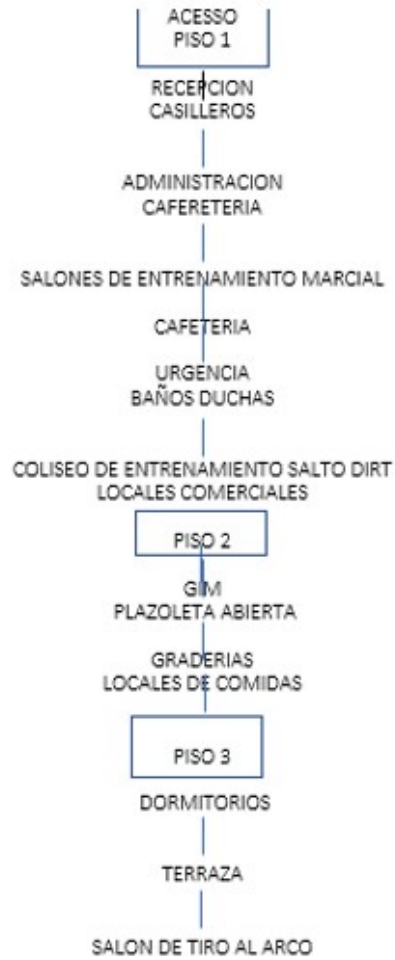 ACESSO
PISO 1
RECEPCION
CASILLEROS
ADMINISTRACION
CAFERETERIA
SALONES DE ENTRENAMIENTO MARCIAL
CAFETERIA
URGENCIA
BAÑOS DUCHAS
COLISEO DE ENTRENAMIENTO SALTO DIRT
LOCALES COMERCIALES
PISO 2
GIM
PLAZOLETA ABIERTA
GRADERIAS
LOCALES DE COMIDAS
PISO 3
DORMITORIOS
TERRAZA
SALON DE TIRO AL ARCO